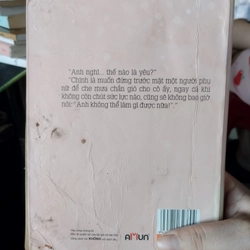 "Anh nghĩ... thế nào là yêu?"
"Chính là muốn đứng trước mặt một người phụ
nữ để che mưa chắn gió cho cô ấy, ngay cả khi
không còn chút sức lực nào, cũng sẽ không bao giờ
nói: "Anh không thể làm gì được nữa!"."
AMUN